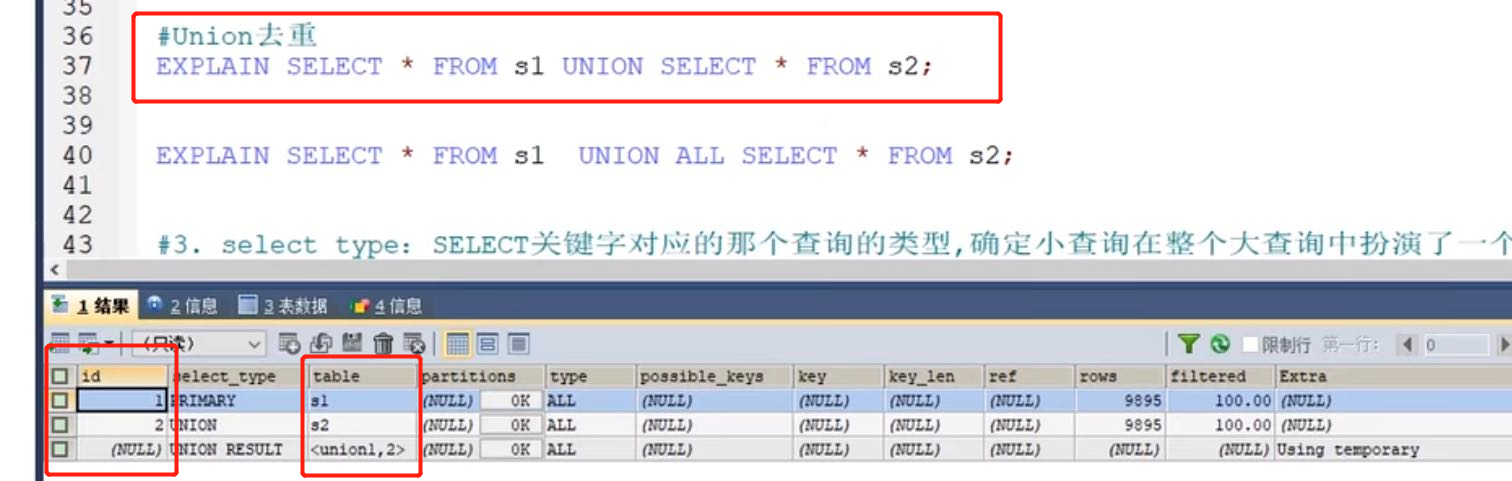 35
36 #Union去重
37 EXPLAIN SELECT * FROM s1 UNION SELECT * FROM s2;
38
39
40 EXPLAIN SELECT * FROM s1 UNION ALL SELECT * FROM s2;
41
42
43 #3. select type: SELECT关键字对应的那个查询的类型,确定小查询在整个大查询中扮演了一个
1 结果 2 信息 3 表数据 4 信息
(只读) 限制行 第一行: 0
id select_type table partitions type possible_keys key key_len ref rows filtered Extra
1 PRIMARY s1 (NULL) 0K ALL (NULL) (NULL) (NULL) (NULL) 9895 100.00 (NULL)
2 UNION s2 (NULL) 0K ALL (NULL) (NULL) (NULL) (NULL) 9895 100.00 (NULL)
(NULL) UNION RESULT <union1,2> (NULL) 0K ALL (NULL) (NULL) (NULL) (NULL) (NULL) (NULL) Using temporary